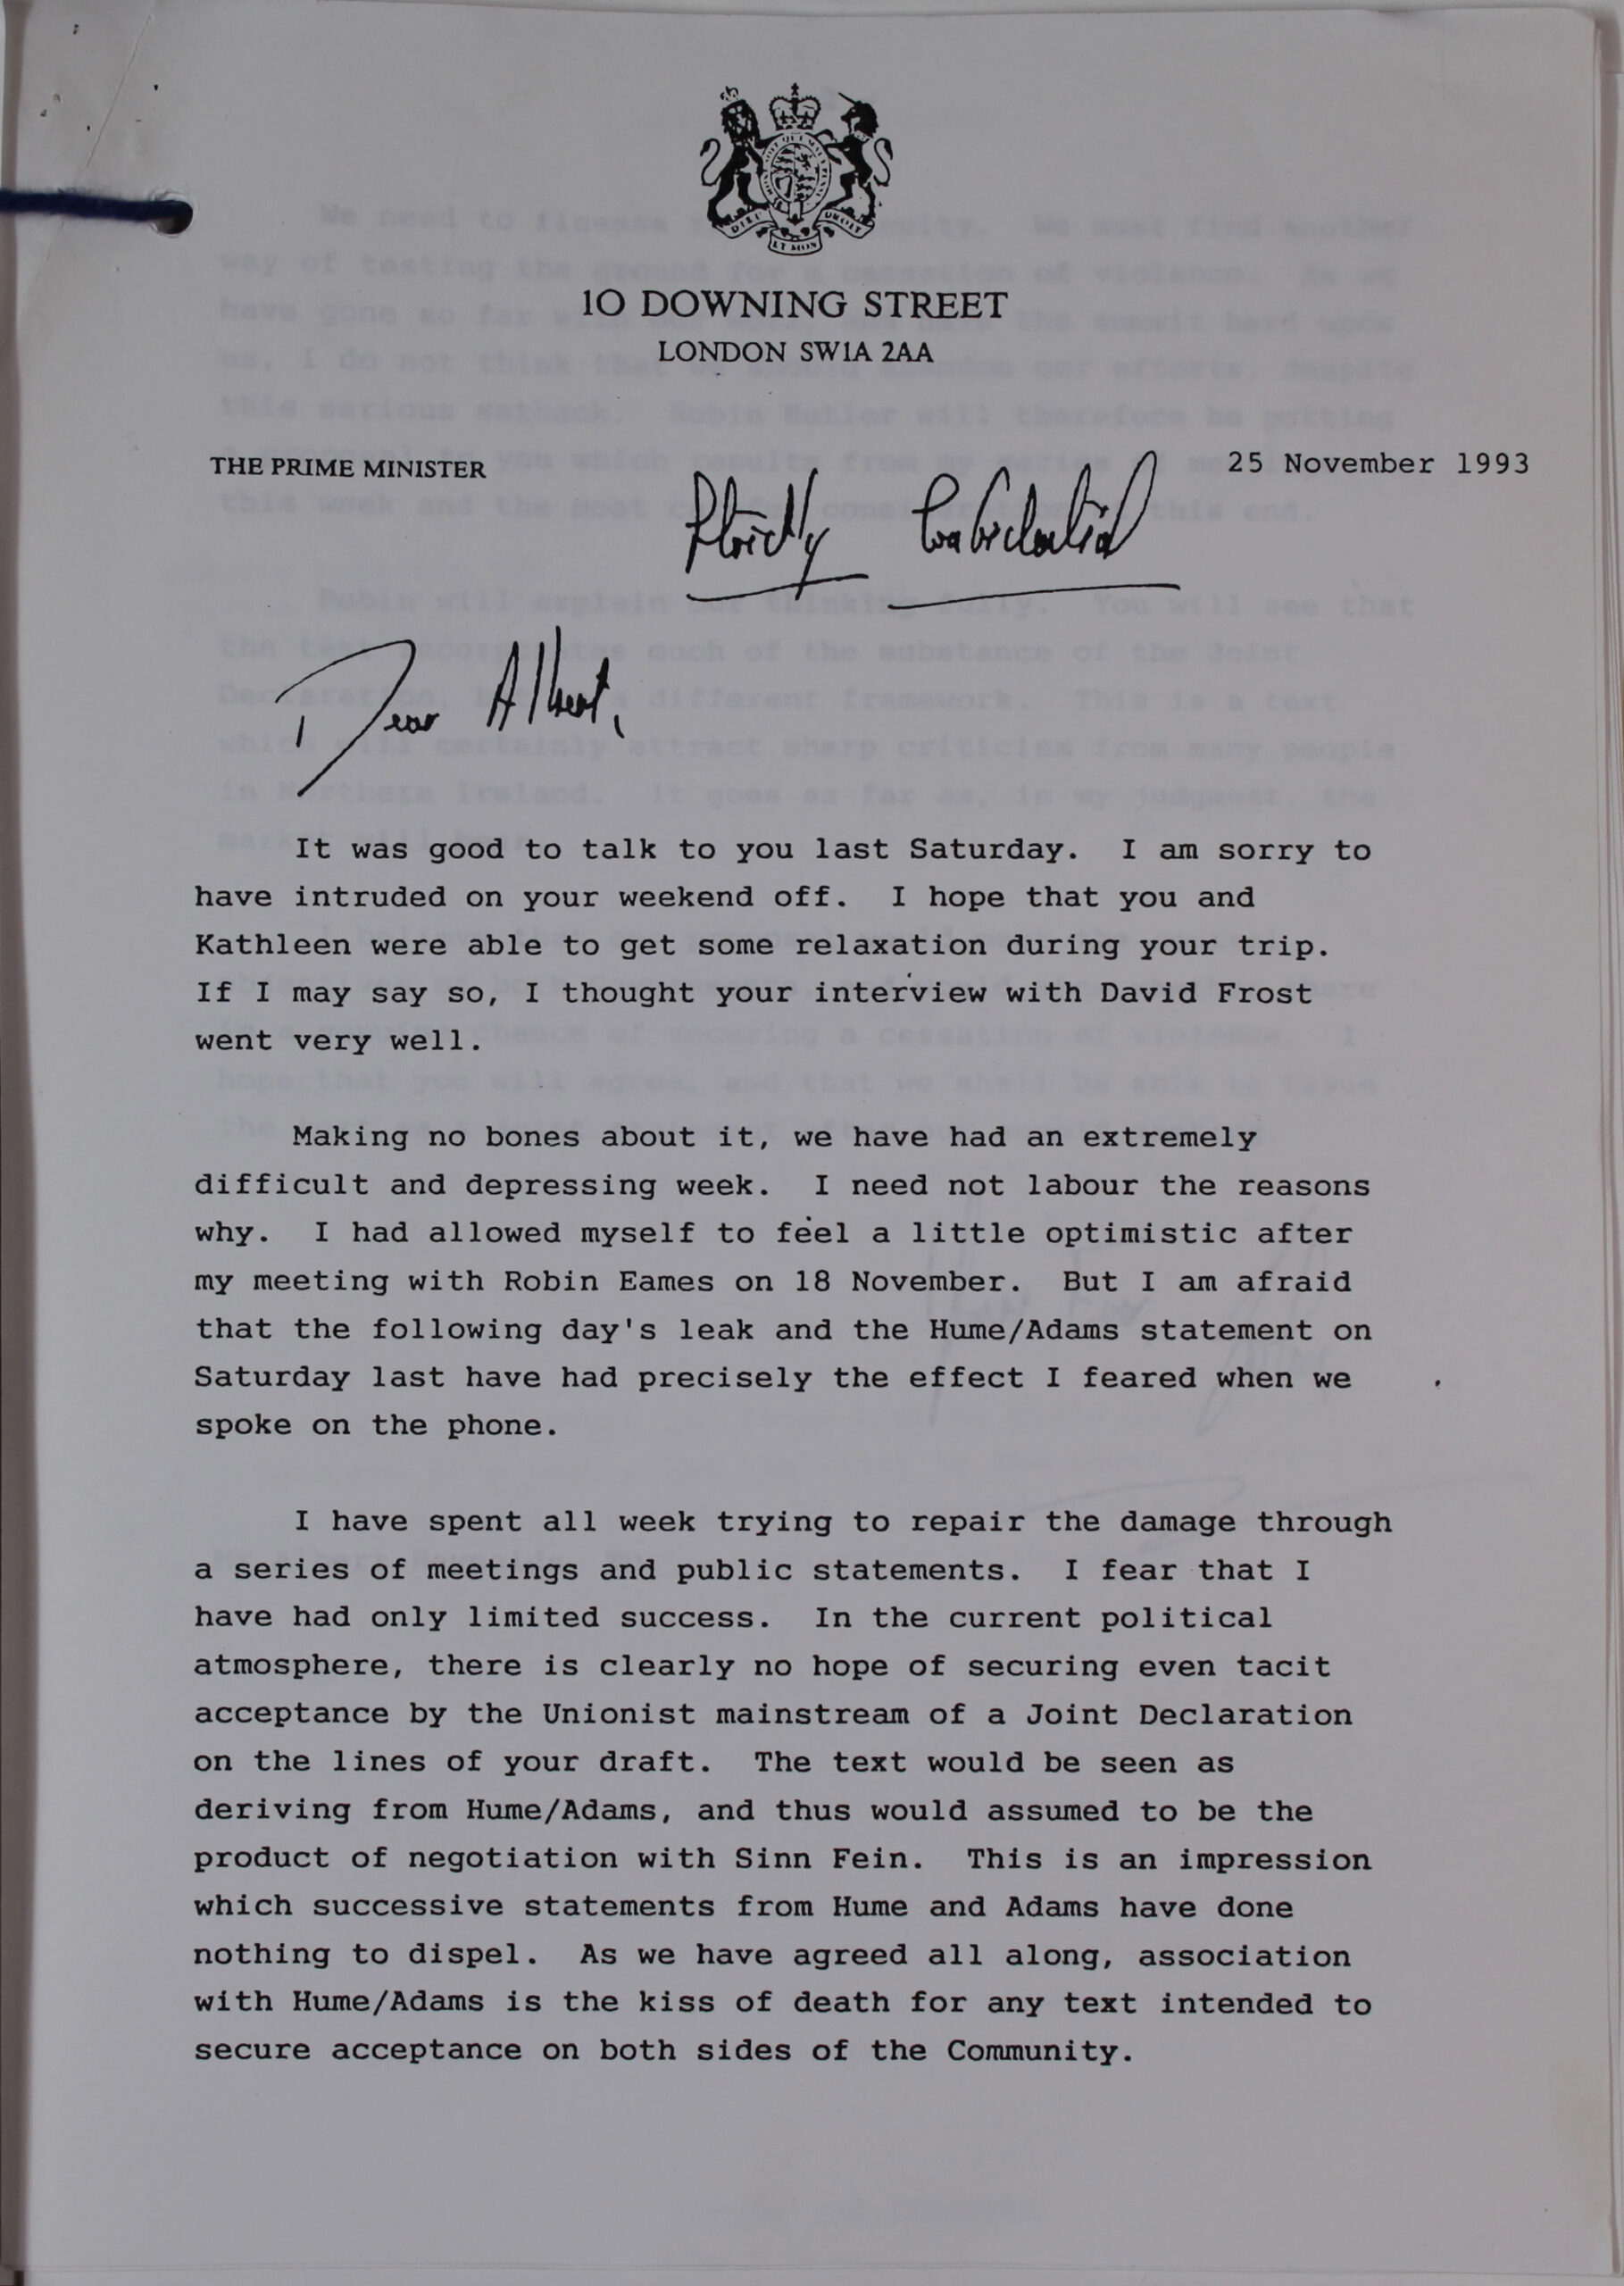 10 DOWNING STREET
LONDON SW1A 2AA
THE PRIME MINISTER
25 November 1993
Strictly Confidential
Dear Albert,
It was good to talk to you last Saturday. I am sorry to
have intruded on your weekend off. I hope that you and
Kathleen were able to get some relaxation during your trip.
If I may say so, I thought your interview with David Frost
went very well.
Making no bones about it, we have had an extremely
difficult and depressing week. I need not labour the reasons
why. I had allowed myself to feel a little optimistic after
my meeting with Robin Eames on 18 November. But I am afraid
that the following day's leak and the Hume/Adams statement on
Saturday last have had precisely the effect I feared when we
spoke on the phone.
I have spent all week trying to repair the damage through
a series of meetings and public statements. I fear that I
have had only limited success. In the current political
atmosphere, there is clearly no hope of securing even tacit
acceptance by the Unionist mainstream of a Joint Declaration
on the lines of your draft. The text would be seen as
deriving from Hume/Adams, and thus would assumed to be the
product of negotiation with Sinn Fein. This is an impression
which successive statements from Hume and Adams have done
nothing to dispel. As we have agreed all along, association
with Hume/Adams is the kiss of death for any text intended to
secure acceptance on both sides of the Community.